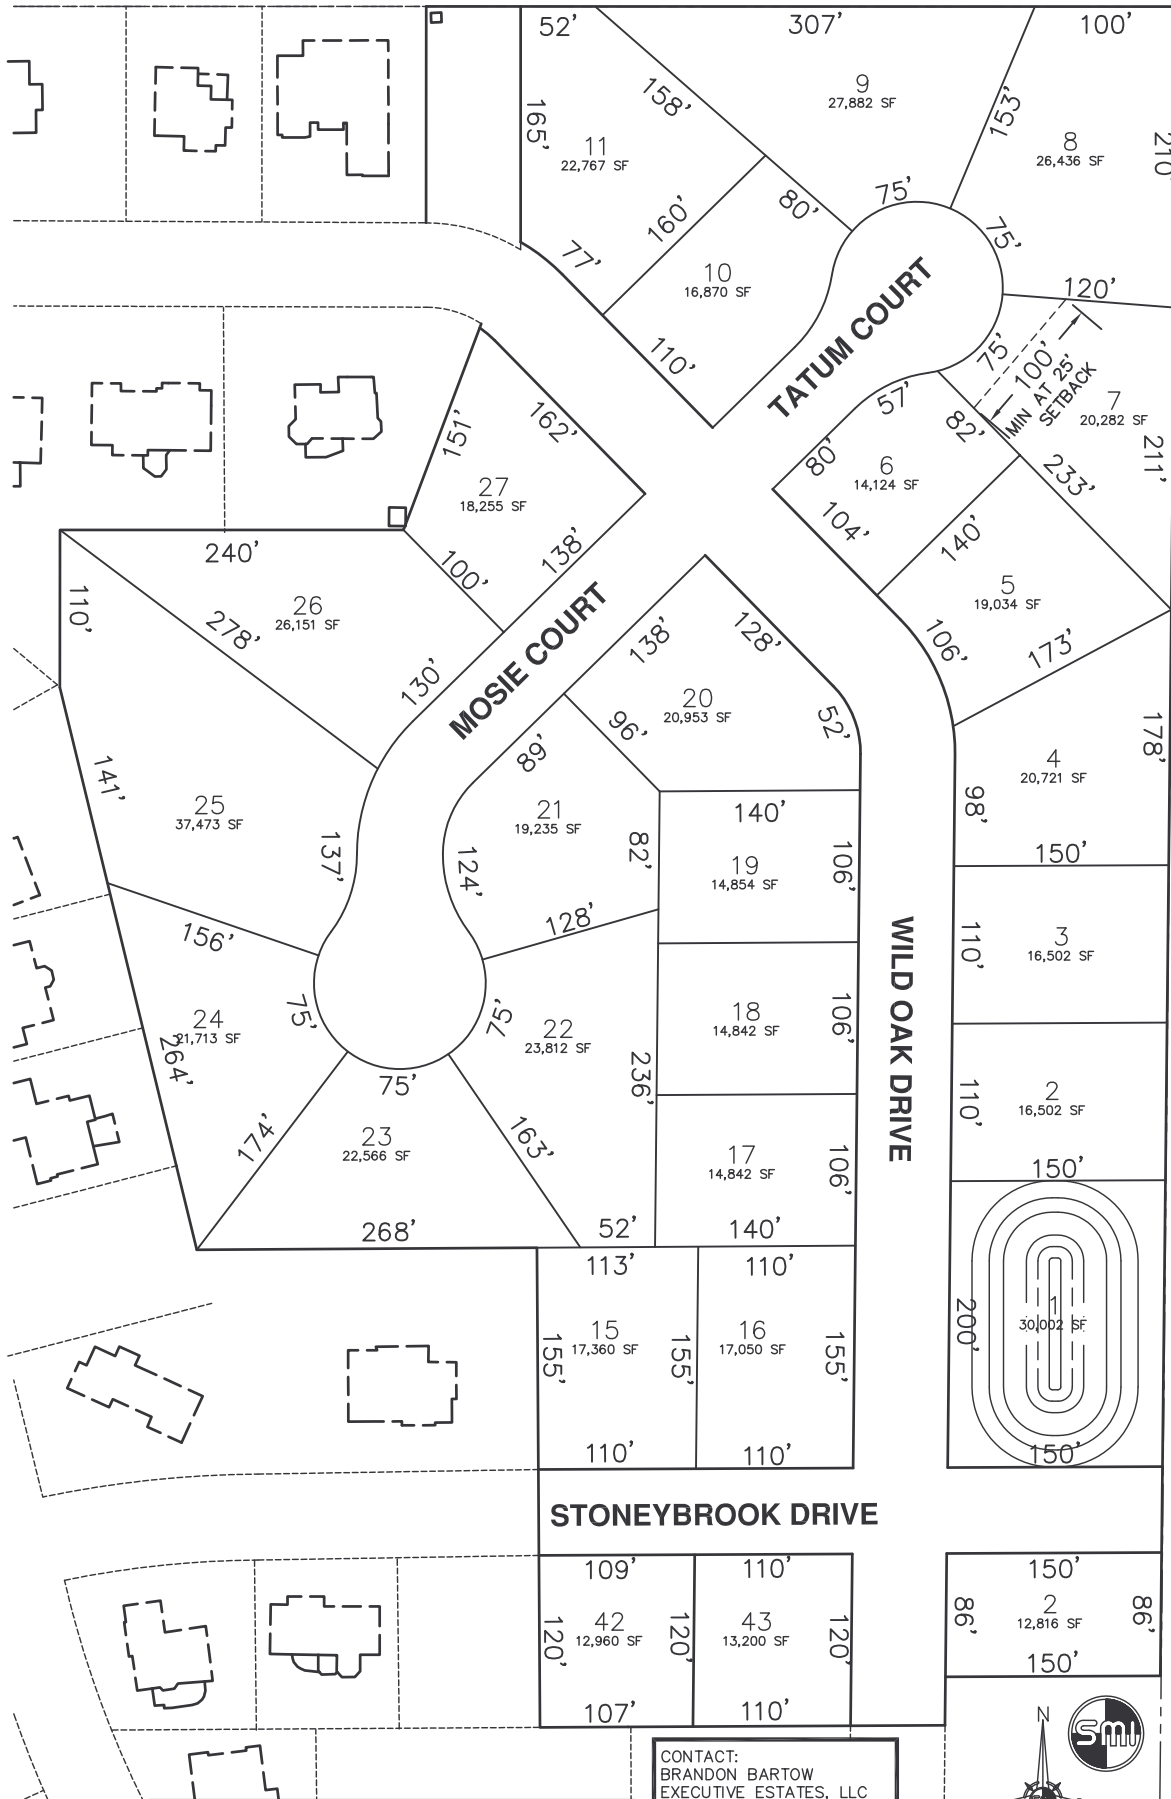 52'
307'
100'
158'
9
27,882 SF
153'
165'
11
22,767 SF
8
26,436 SF
210'
80'
75'
160'
75'
77'
10
16,870 SF
TATUM COURT
120'
110'
75'
100'
MIN AT 25'
SETBACK
7
20,282 SF
57'
82'
151'
162'
80'
6
14,124 SF
233'
211'
27
18,255 SF
104'
140'
240'
100'
138'
5
19,034 SF
110'
26
26,151 SF
278'
MOSIE COURT
138'
128'
106'
173'
130'
20
20,953 SF
96'
52'
178'
89'
4
20,721 SF
141'
25
37,473 SF
21
19,235 SF
140'
98'
137'
124'
82'
19
14,854 SF
106'
150'
156'
128'
WILD OAK DRIVE
110'
3
16,502 SF
75'
75'
24
21,713 SF
264'
22
23,812 SF
18
14,842 SF
106'
75'
236'
110'
2
16,502 SF
174'
23
22,566 SF
163'
17
14,842 SF
106'
150'
268'
52'
140'
113'
110'
15
17,360 SF
155'
155'
16
17,050 SF
155'
200'
1
30,002 SF
110'
110'
150'
STONEYBROOK DRIVE
109'
110'
150'
42
12,960 SF
120'
120'
43
13,200 SF
120'
86'
2
12,816 SF
86'
150'
107'
110'
N
SMI
CONTACT:
BRANDON BARTOW
EXECUTIVE ESTATES, LLC